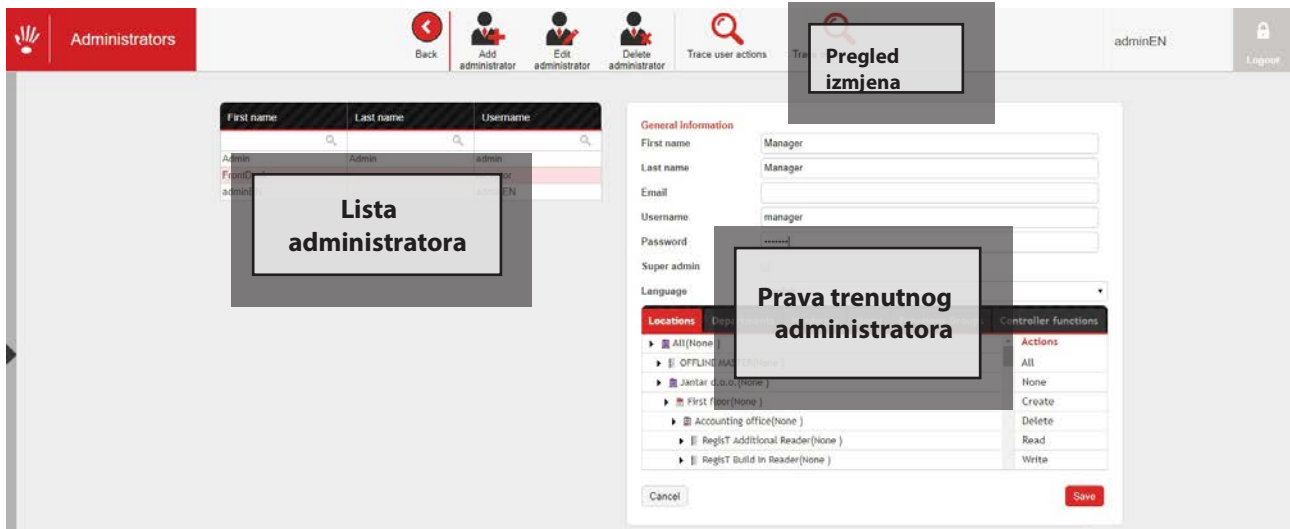 Administrators
Back
Add administrator
Edit administrator
Delete administrator
Trace user actions
Pregled izmjena
adminEN
Logout
First name Last name Username
Admin Admin admin
Lista administratora
General information
First name Manager
Last name Manager
Email
Username manager
Password •••••••
Super admin
Language
Prava trenutnog administratora
Locations Controller functions
All(None ) Actions
OFFLINE MASTER(None ) All
Jantar d.o.o.(None ) None
First floor(None ) Create
Accounting office(None ) Delete
RegisT Additional Reader(None ) Read
RegisT Build In Reader(None ) Write
Cancel Save